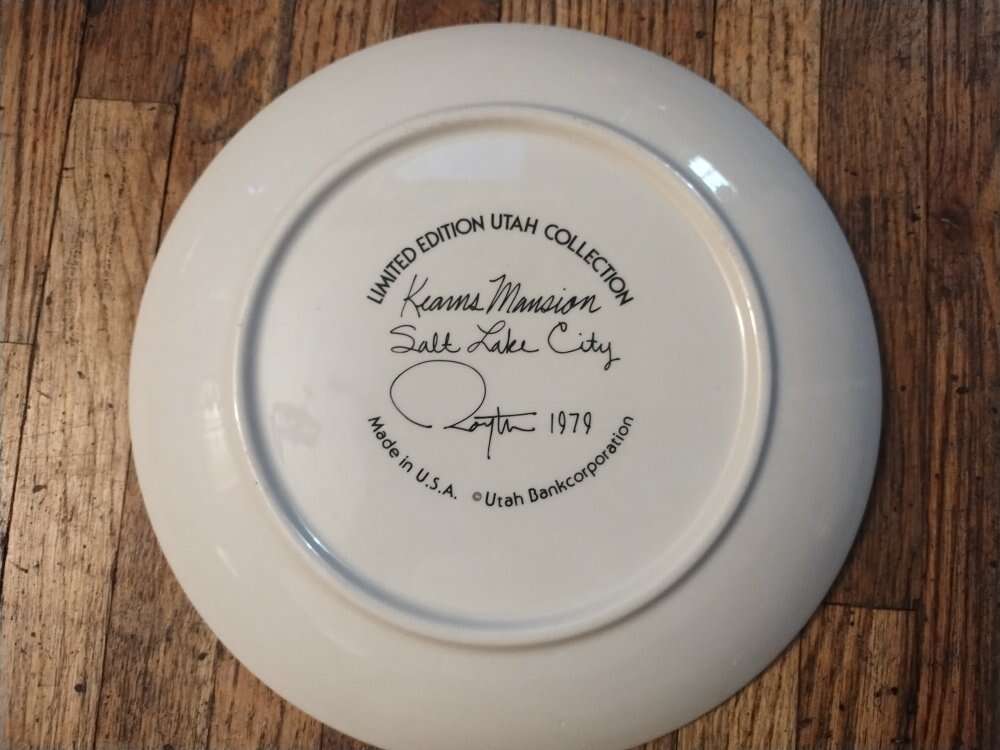 LIMITED EDITION UTAH COLLECTION
Kearns Mansion
Salt Lake City
1979
Made in U.S.A. ©Utah Bankcorporation